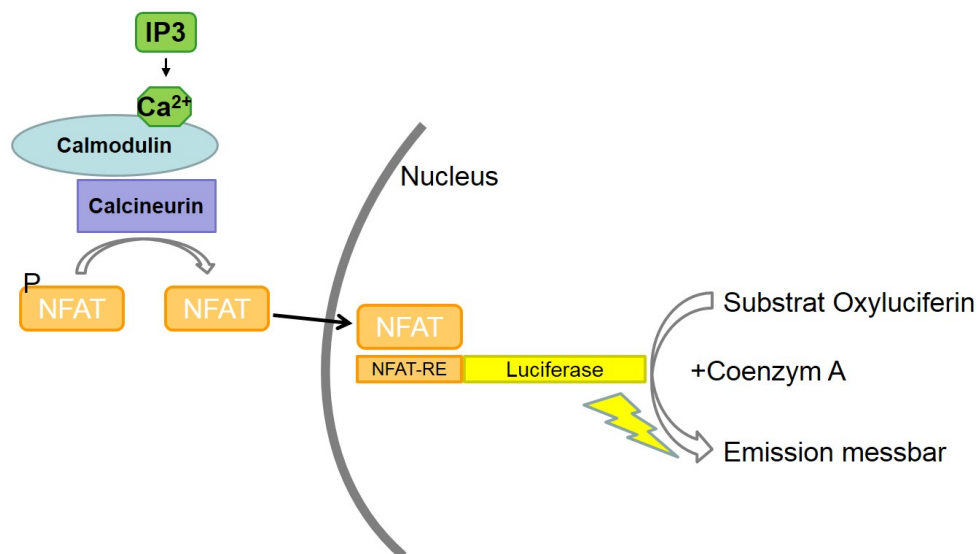 IP3
Ca²⁺
Calmodulin
Nucleus
Calcineurin
P
NFAT
NFAT
NFAT
Substrat Oxyluciferin
NFAT-RE
Luciferase
+Coenzym A
Emission messbar